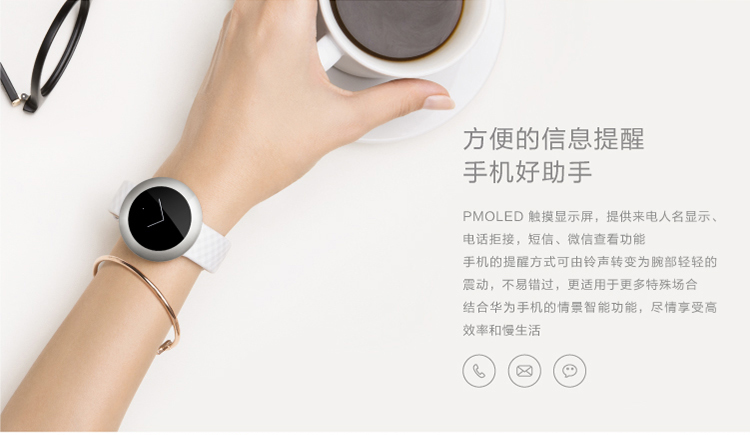 方便的信息提醒
手机好助手
PMOLED 触摸显示屏，提供来电人名显示、
电话拒接，短信、微信查看功能
手机的提醒方式可由铃声转变为腕部轻轻的
震动，不易错过，更适用于更多特殊场合
结合华为手机的情景智能功能，尽情享受高
效率和慢生活